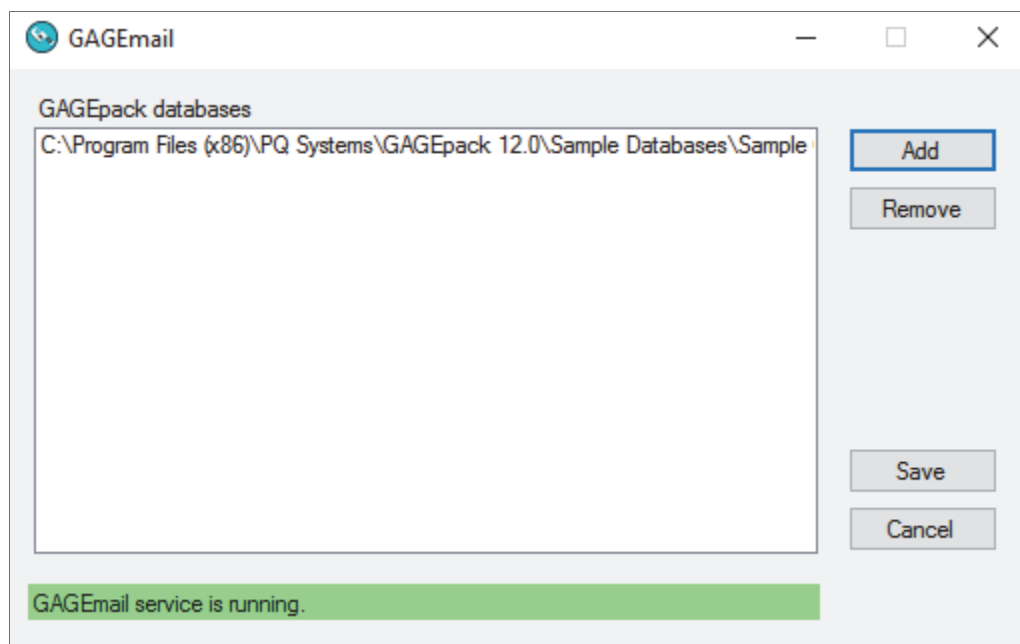 GAGEmail
GAGEpack databases
C:\Program Files (x86)\PQ Systems\GAGEpack 12.0\Sample Databases\Sample
Add
Remove
Save
Cancel
GAGEmail service is running.